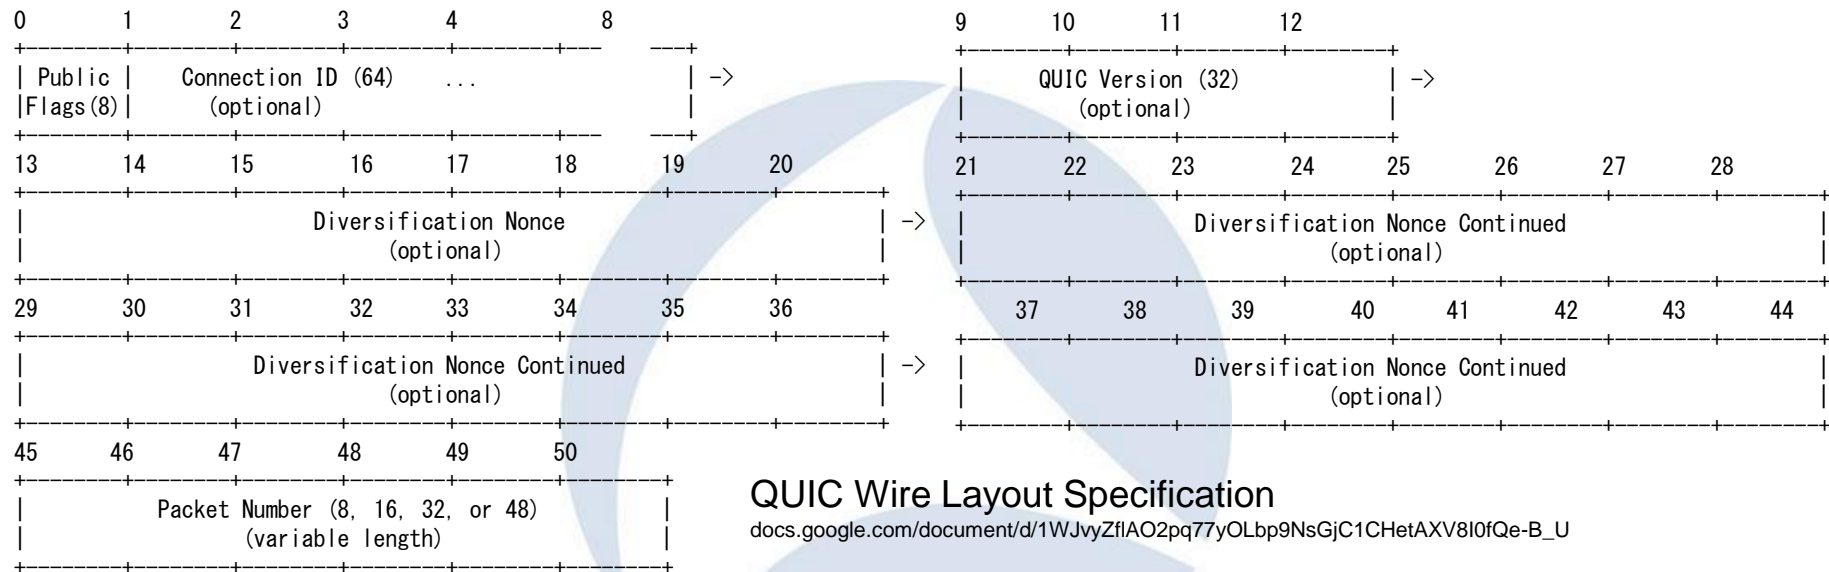 0 1 2 3 4 8
+--------+--------+--------+--------+--------+---   ---+
| Public | Connection ID (64) ... | ->
|Flags(8)| (optional) |
+--------+--------+--------+--------+--------+---   ---+
9 10 11 12
+--------+--------+--------+--------+
| QUIC Version (32) | ->
| (optional) |
+--------+--------+--------+--------+
13 14 15 16 17 18 19 20
+--------+--------+--------+--------+--------+--------+--------+--------+
| Diversification Nonce | ->
| (optional) |
+--------+--------+--------+--------+--------+--------+--------+--------+
21 22 23 24 25 26 27 28
+--------+--------+--------+--------+--------+--------+--------+--------+
| Diversification Nonce Continued |
| (optional) |
+--------+--------+--------+--------+--------+--------+--------+--------+
29 30 31 32 33 34 35 36
+--------+--------+--------+--------+--------+--------+--------+--------+
| Diversification Nonce Continued | ->
| (optional) |
+--------+--------+--------+--------+--------+--------+--------+--------+
37 38 39 40 41 42 43 44
+--------+--------+--------+--------+--------+--------+--------+--------+
| Diversification Nonce Continued |
| (optional) |
+--------+--------+--------+--------+--------+--------+--------+--------+
45 46 47 48 49 50
+--------+--------+--------+--------+--------+--------+
| Packet Number (8, 16, 32, or 48) |
| (variable length) |
+--------+--------+--------+--------+--------+--------+
QUIC Wire Layout Specification
docs.google.com/document/d/1WJvyZflAO2pq77yOLbp9NsGjC1CHetAXV8I0fQe-B_U